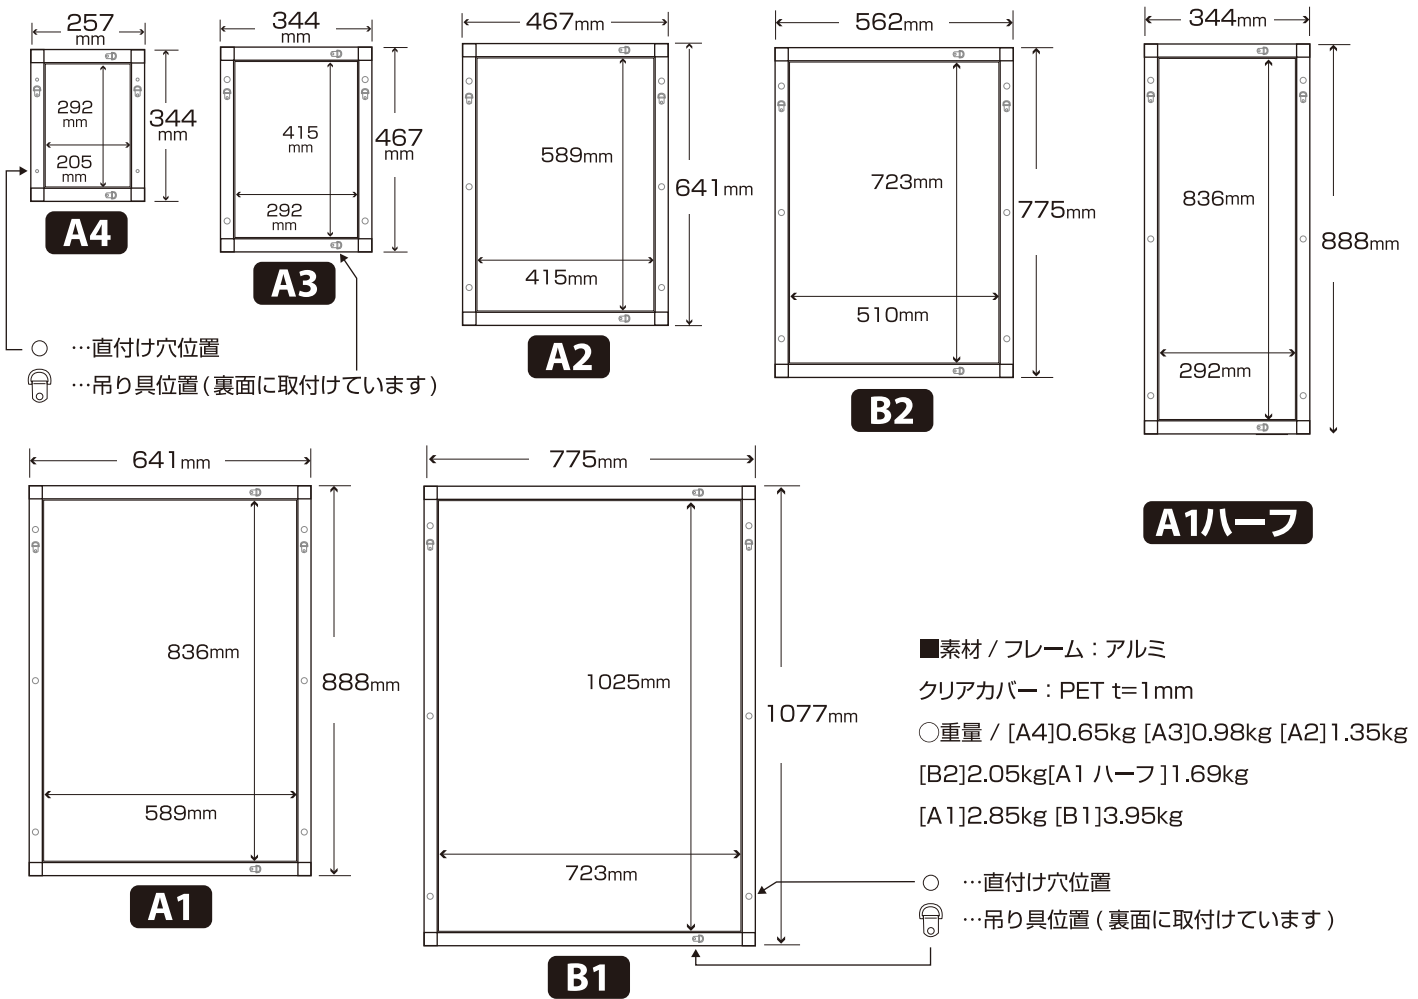 257
mm
344
mm
292
mm
205
mm
A4
344
mm
467
mm
415
mm
292
mm
A3
467mm
641mm
589mm
415mm
A2
562mm
775mm
723mm
510mm
B2
344mm
888mm
836mm
292mm
A1ハーフ
○ …直付け穴位置
…吊り具位置(裏面に取付けています)
641mm
888mm
836mm
589mm
A1
775mm
1077mm
1025mm
723mm
B1
■素材 / フレーム：アルミ
クリアカバー：PET t=1mm
○重量 / [A4]0.65kg [A3]0.98kg [A2]1.35kg
[B2]2.05kg[A1 ハーフ]1.69kg
[A1]2.85kg [B1]3.95kg
○ …直付け穴位置
…吊り具位置(裏面に取付けています)